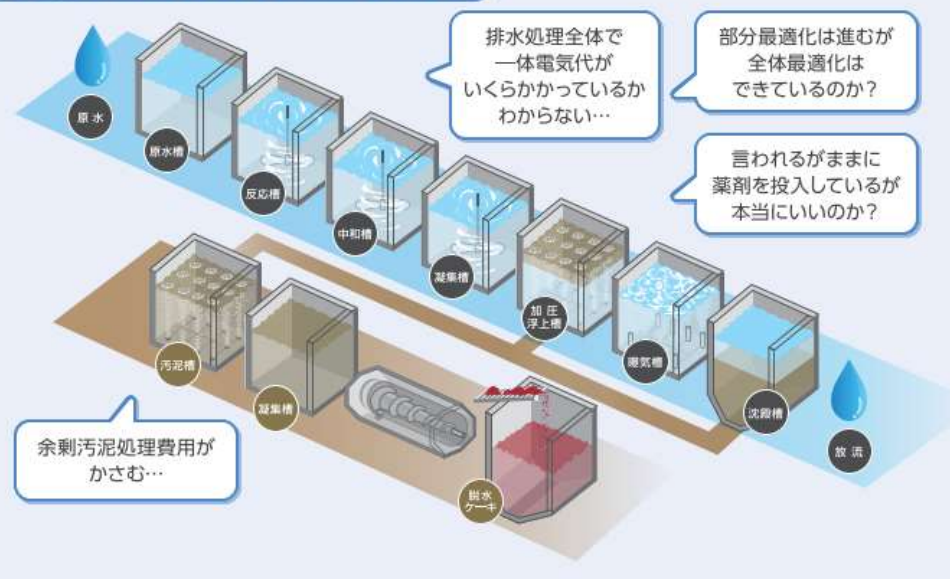 排水処理全体で
一体電気代が
いくらかかっているか
わからない…
部分最適化は進むが
全体最適化は
できているのか？
言われるがままに
薬剤を投入しているが
本当にいいのか？
原水
原水槽
反応槽
中和槽
凝集槽
加圧
浮上槽
曝気槽
沈殿槽
放流
汚泥槽
凝集槽
脱水
ケーキ
余剰汚泥処理費用が
かさむ…